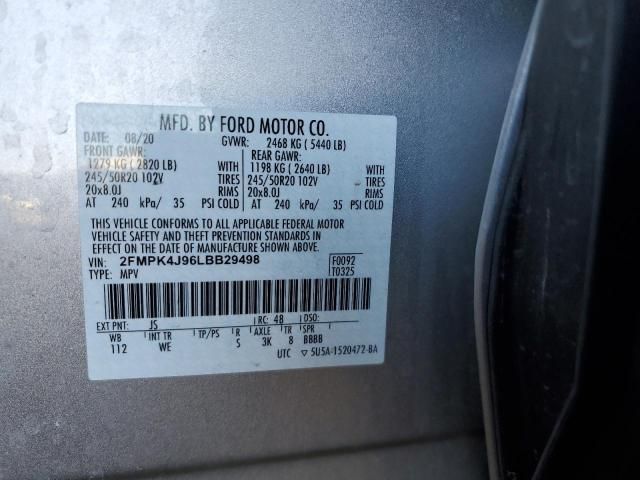 MFD. BY FORD MOTOR CO.
DATE: 08/20 GVWR: 2468 KG ( 5440 LB)
FRONT GAWR: REAR GAWR:
1279 KG ( 2820 LB) WITH 1198 KG ( 2640 LB) WITH
245/50R20 102V TIRES 245/50R20 102V TIRES
20x8.0J RIMS 20x8.0J RIMS
AT 240 kPa/ 35 PSI COLD AT 240 kPa/ 35 PSI COLD
THIS VEHICLE CONFORMS TO ALL APPLICABLE FEDERAL MOTOR
VEHICLE SAFETY AND THEFT PREVENTION STANDARDS IN
EFFECT ON THE DATE OF MANUFACTURE SHOWN ABOVE.
VIN: 2FMPK4J96LBB29498 F0092
TYPE: MPV T0325
EXT PNT: JS RC: 48 DSO:
WB INT TR TP/PS R AXLE TR SPR
112 WE S 3K 8 BBBB
UTC ▽ 5U5A-1520472-BA